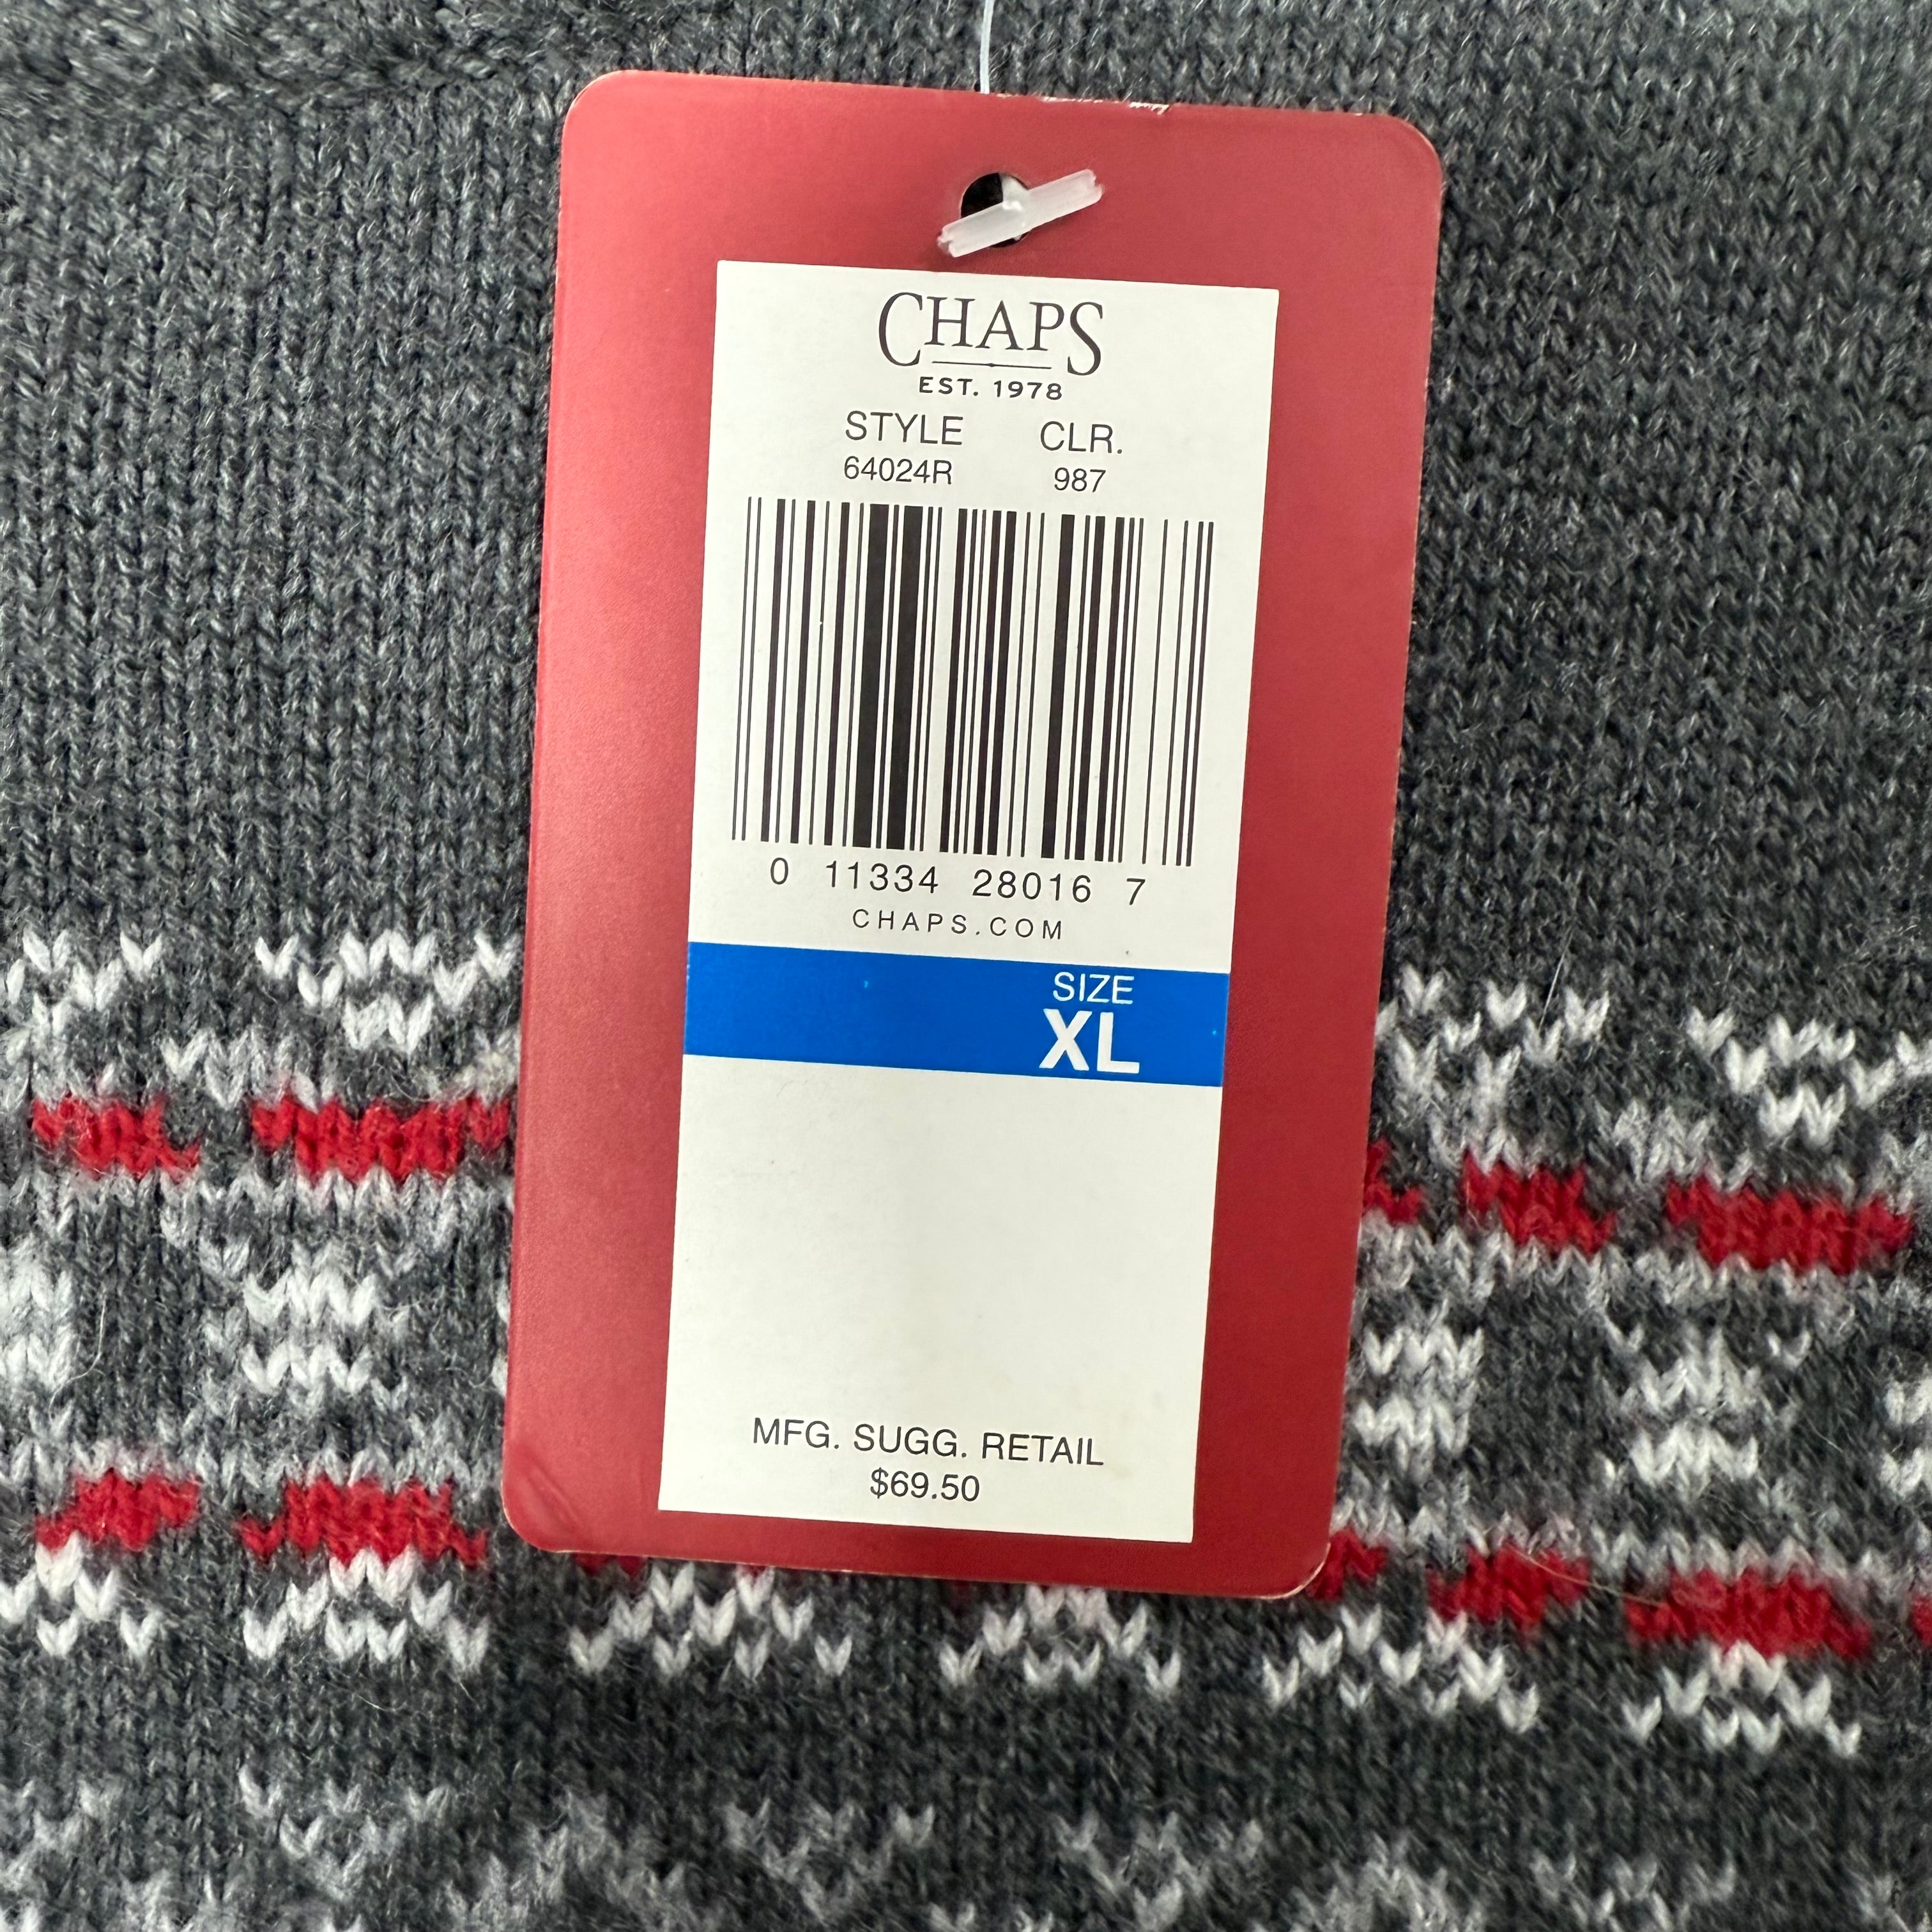 CHAPS
EST. 1978
STYLE CLR.
64024R 987
0 11334 28016 7
CHAPS.COM
SIZE
XL
MFG. SUGG. RETAIL
$69.50